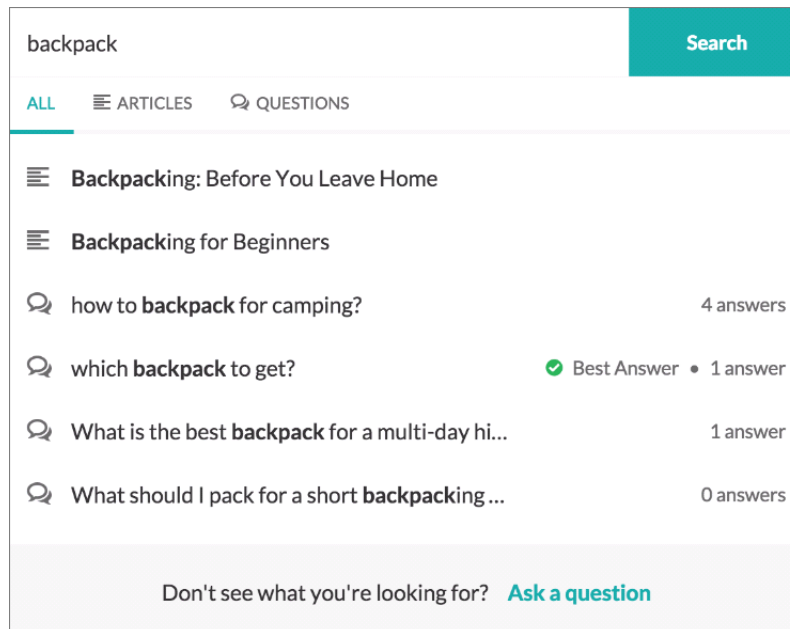 backpack
Search
ALL
ARTICLES
QUESTIONS
Backpacking: Before You Leave Home
Backpacking for Beginners
how to backpack for camping?
4 answers
which backpack to get?
Best Answer • 1 answer
What is the best backpack for a multi-day hi...
1 answer
What should I pack for a short backpacking ...
0 answers
Don't see what you're looking for? Ask a question